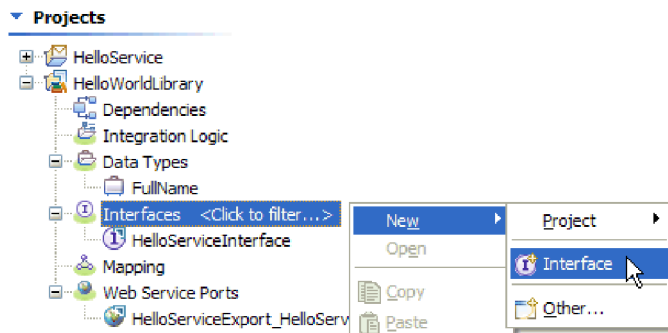 Projects
HelloService
HelloWorldLibrary
Dependencies
Integration Logic
Data Types
FullName
Interfaces <Click to filter...>
HelloServiceInterface
Mapping
Web Service Ports
HelloServiceExport_HelloServ
New
Open
Copy
Paste
Project
Interface
Other...